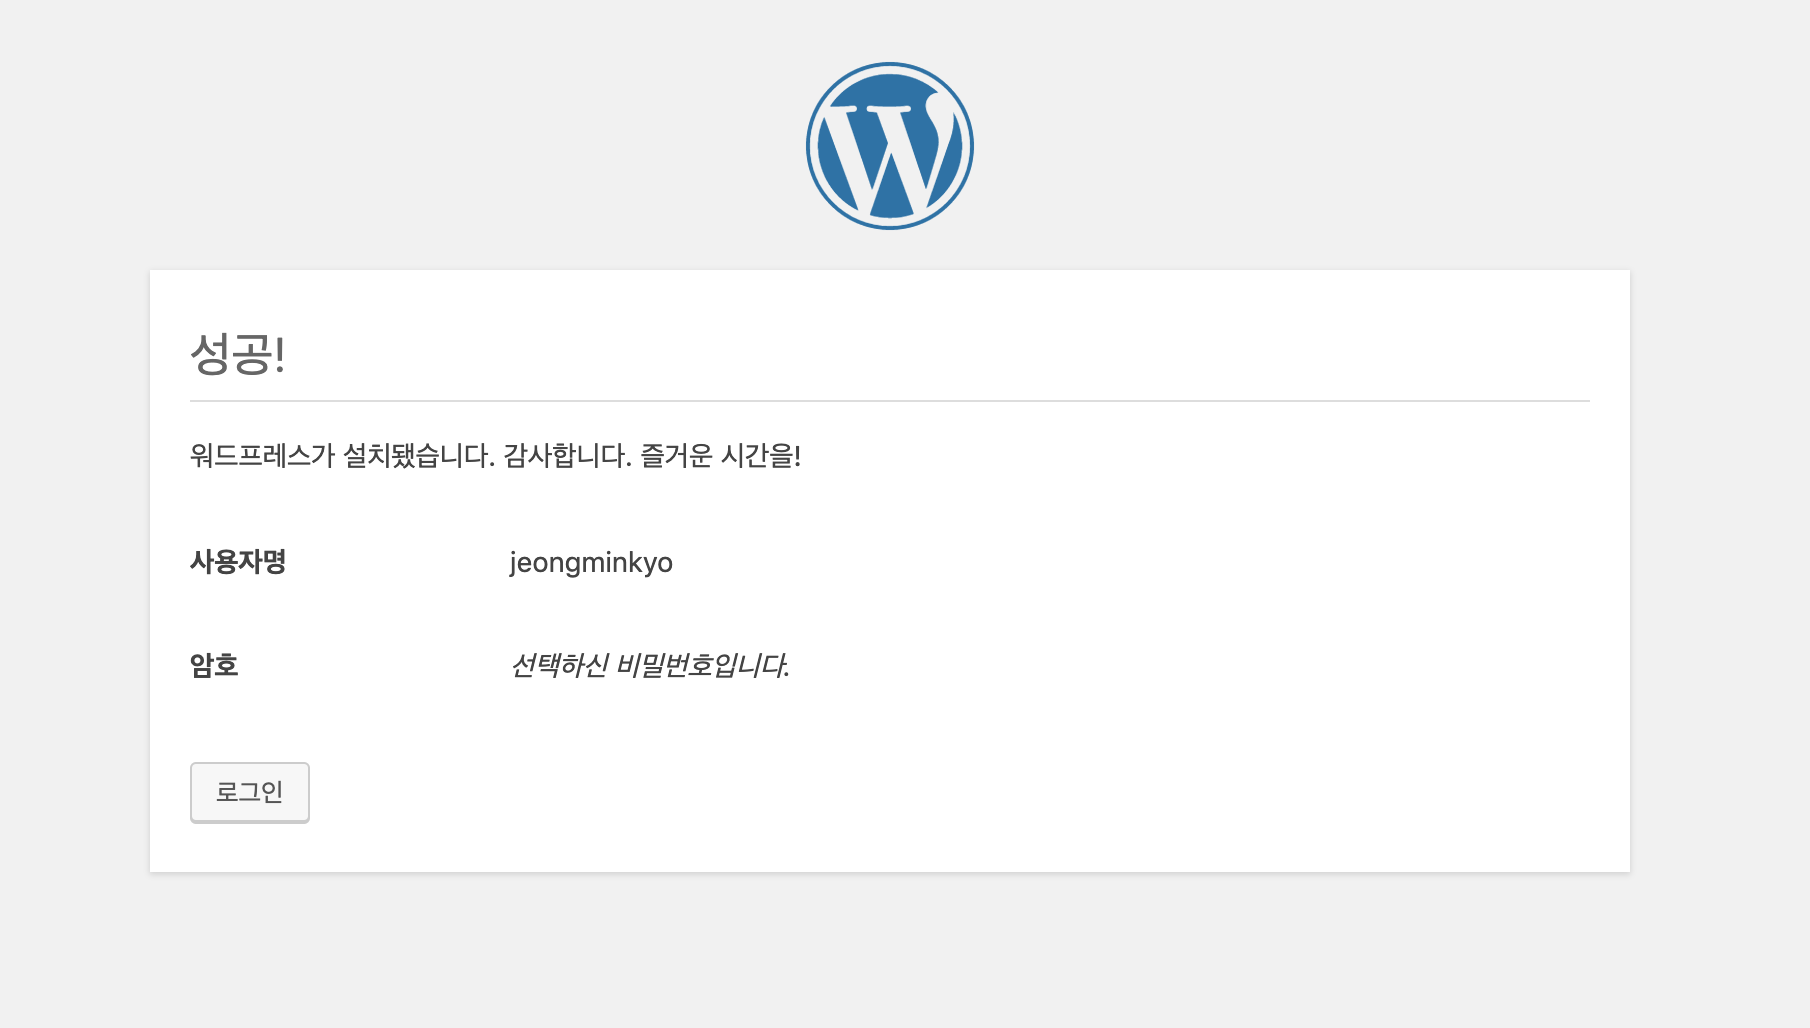 성공!
워드프레스가 설치됐습니다. 감사합니다. 즐거운 시간을!
사용자명 jeongminkyo
암호 선택하신 비밀번호입니다.
로그인